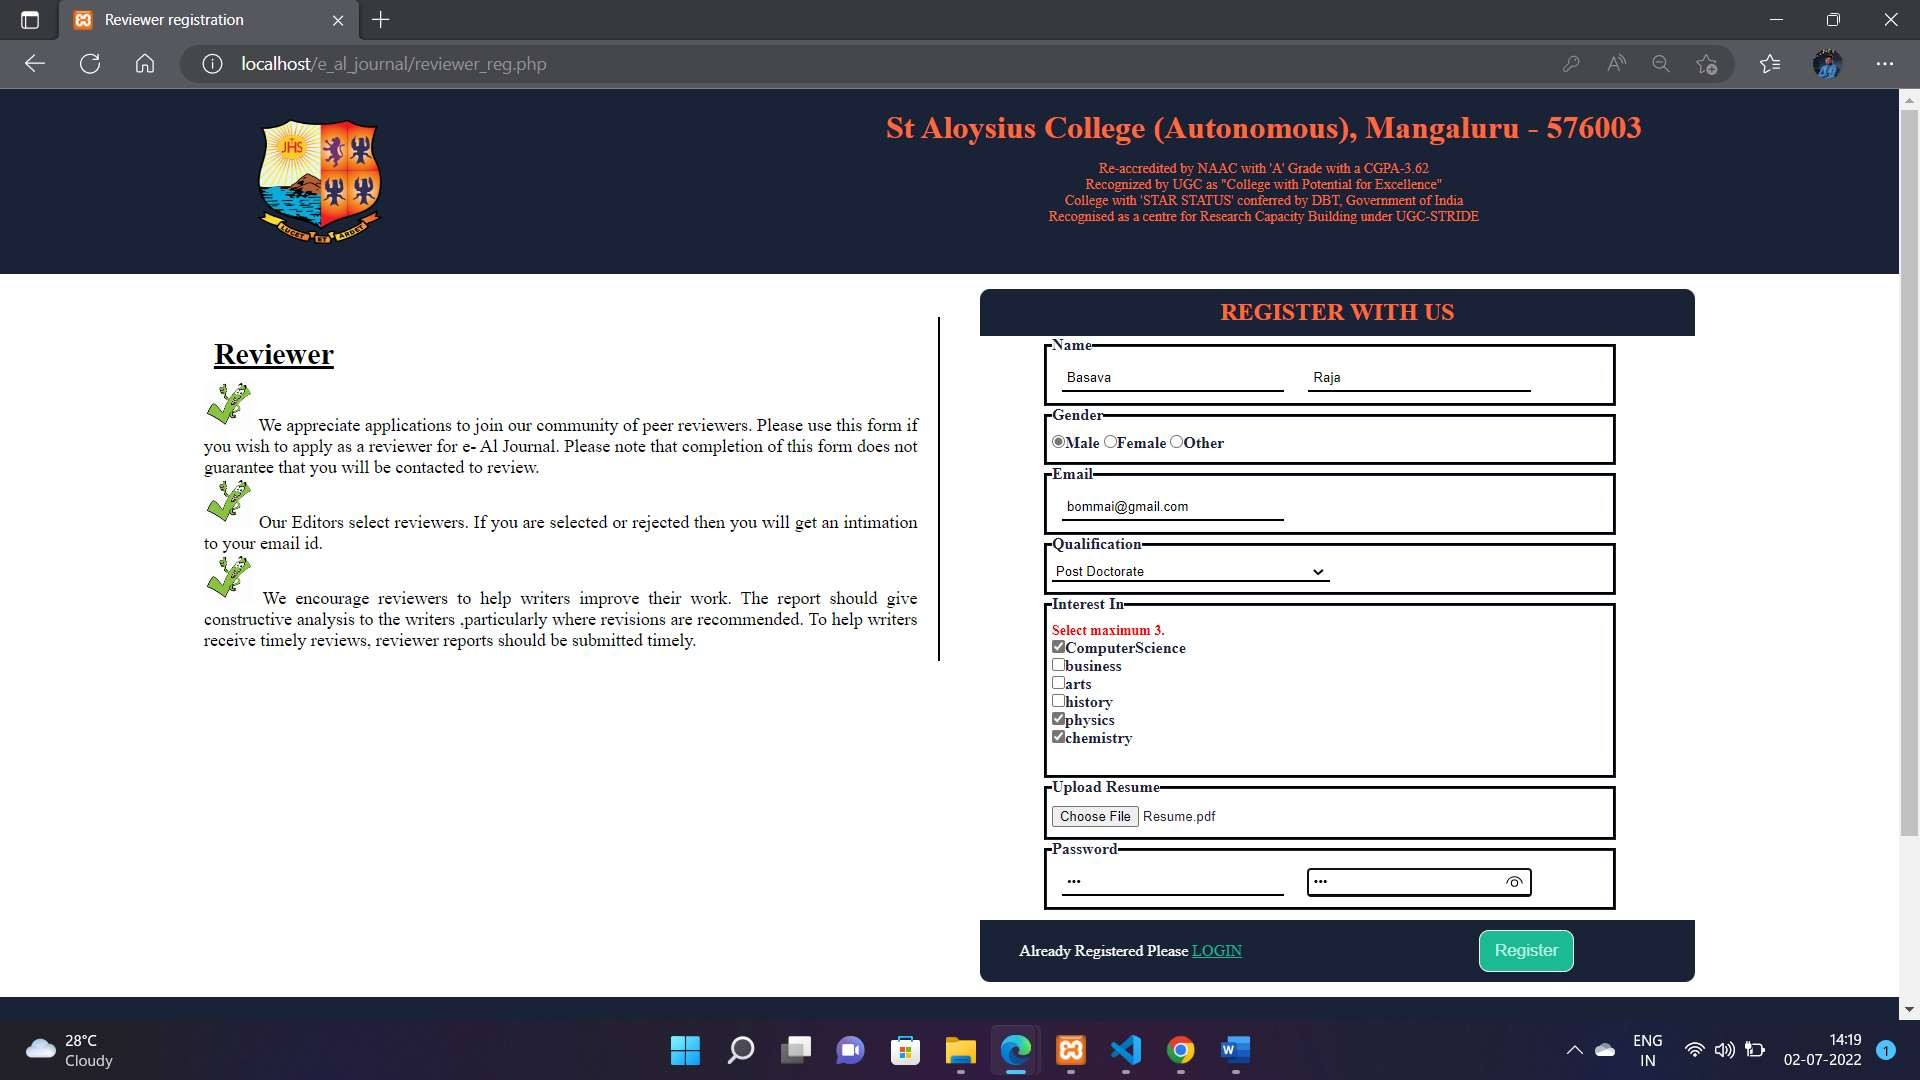 Reviewer registration
localhost/e_al_journal/reviewer_reg.php
JHS
LUCET ET ARDET
St Aloysius College (Autonomous), Mangaluru - 576003
Re-accredited by NAAC with 'A' Grade with a CGPA-3.62
Recognized by UGC as "College with Potential for Excellence"
College with 'STAR STATUS' conferred by DBT, Government of India
Recognised as a centre for Research Capacity Building under UGC-STRIDE
Reviewer
We appreciate applications to join our community of peer reviewers. Please use this form if
you wish to apply as a reviewer for e- Al Journal. Please note that completion of this form does not
guarantee that you will be contacted to review.
Our Editors select reviewers. If you are selected or rejected then you will get an intimation
to your email id.
We encourage reviewers to help writers improve their work. The report should give
constructive analysis to the writers ,particularly where revisions are recommended. To help writers
receive timely reviews, reviewer reports should be submitted timely.
REGISTER WITH US
Name
Basava Raja
Gender
Male Female Other
Email
bommai@gmail.com
Qualification
Post Doctorate
Interest In
Select maximum 3.
ComputerScience
business
arts
history
physics
chemistry
Upload Resume
Choose File Resume.pdf
Password
••• •••
Already Registered Please LOGIN
Register
28°C
Cloudy
ENG
IN
14:19
02-07-2022
1